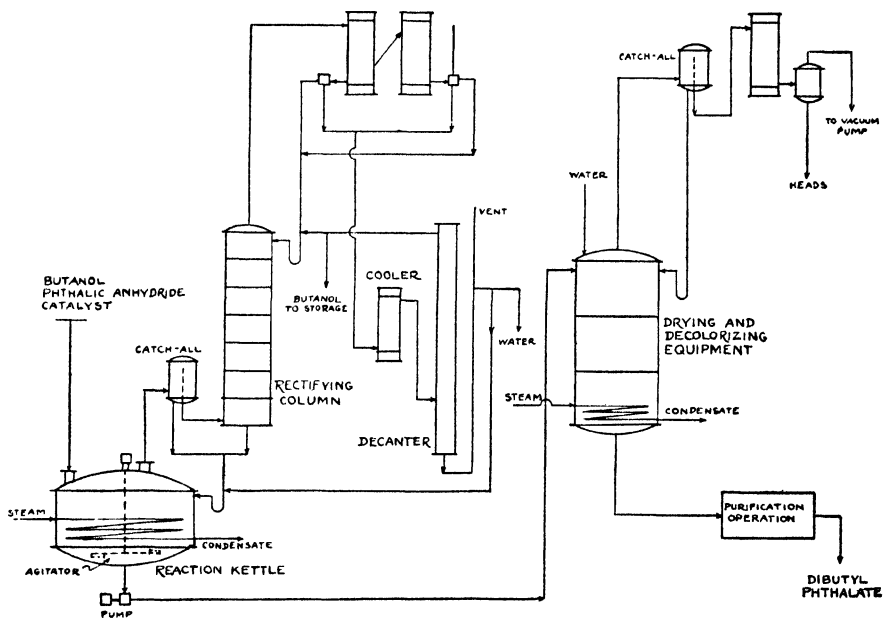 CATCH-ALL
TO VACUUM
PUMP
HEADS
WATER
VENT
BUTANOL
PHTHALIC ANHYDRIDE
CATALYST
COOLER
BUTANOL
TO STORAGE
WATER
DRYING AND
DECOLORIZING
EQUIPMENT
CATCH-ALL
RECTIFYING
COLUMN
STEAM
CONDENSATE
DECANTER
STEAM
CONDENSATE
PURIFICATION
OPERATION
AGITATOR
REACTION KETTLE
DIBUTYL
PHTHALATE
PUMP